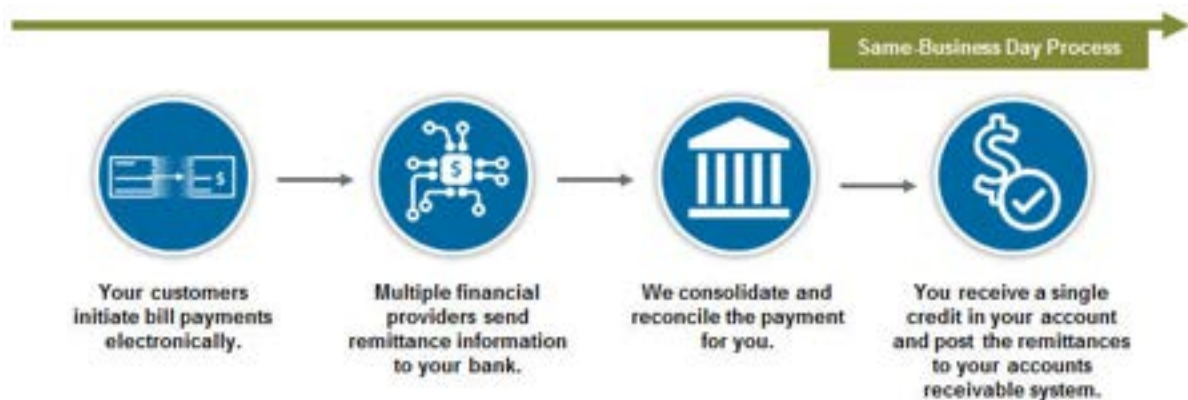 Same-Business Day Process
$
$
Your customers
initiate bill payments
electronically.
Multiple financial
providers send
remittance information
to your bank.
We consolidate and
reconcile the payment
for you.
You receive a single
credit in your account
and post the remittances
to your accounts
receivable system.